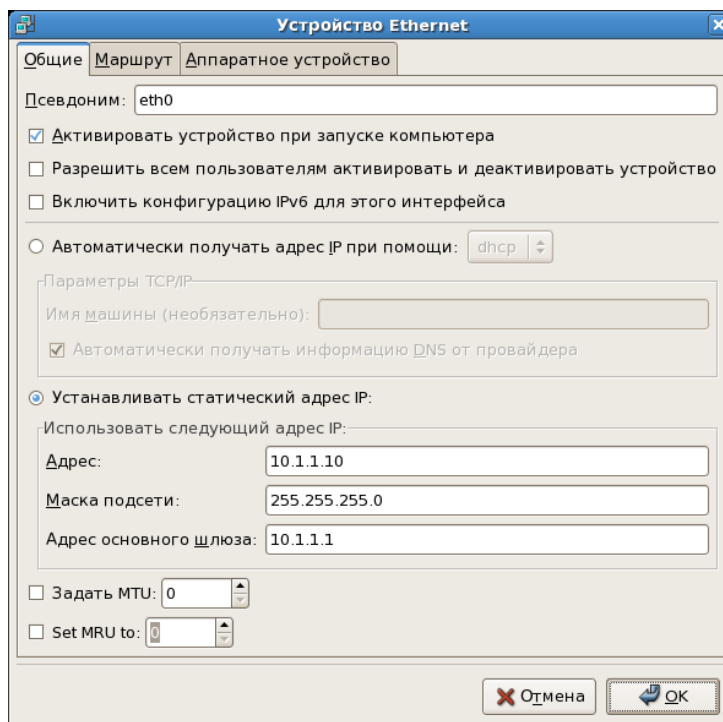 Устройство Ethernet
Общие Маршрут Аппаратное устройство
Псевдоним: eth0
Активировать устройство при запуске компьютера
Разрешить всем пользователям активировать и деактивировать устройство
Включить конфигурацию IPv6 для этого интерфейса
Автоматически получать адрес IP при помощи: dhcp
Параметры TCP/IP
Имя машины (необязательно):
Автоматически получать информацию DNS от провайдера
Устанавливать статический адрес IP:
Использовать следующий адрес IP:
Адрес: 10.1.1.10
Маска подсети: 255.255.255.0
Адрес основного шлюза: 10.1.1.1
Задать MTU: 0
Set MRU to: 0
Отмена OK